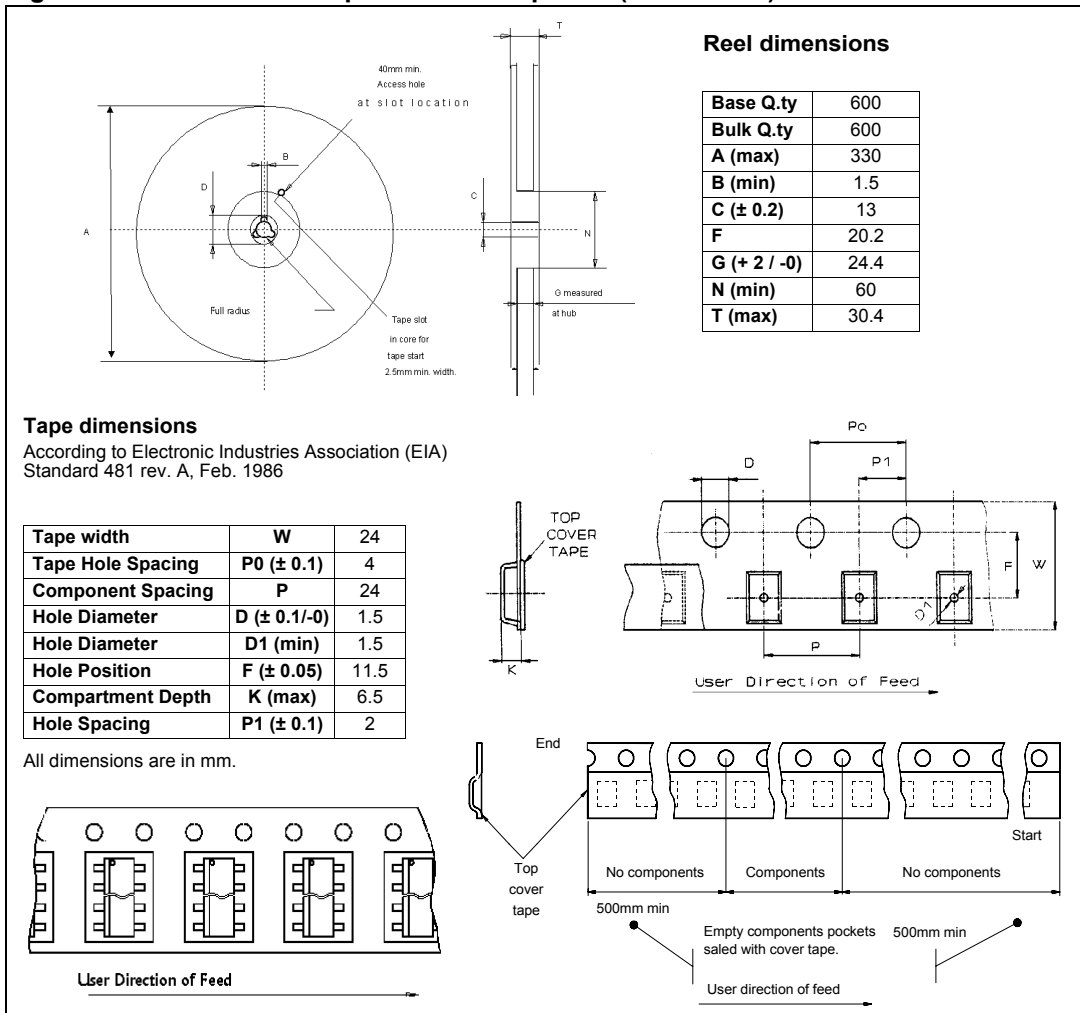 T
40mm min.
Access hole
at slot location
B
D
C
A
N
G measured
at hub
Full radius
Tape slot
in core for
tape start
2.5mm min. width.
Reel dimensions
Base Q.ty 600
Bulk Q.ty 600
A (max) 330
B (min) 1.5
C (± 0.2) 13
F 20.2
G (+ 2 / -0) 24.4
N (min) 60
T (max) 30.4
Tape dimensions
According to Electronic Industries Association (EIA)
Standard 481 rev. A, Feb. 1986
Tape width W 24
Tape Hole Spacing P0 (± 0.1) 4
Component Spacing P 24
Hole Diameter D (± 0.1/-0) 1.5
Hole Diameter D1 (min) 1.5
Hole Position F (± 0.05) 11.5
Compartment Depth K (max) 6.5
Hole Spacing P1 (± 0.1) 2
All dimensions are in mm.
Po
D
P1
TOP
COVER
TAPE
F
W
D1
K
P
User Direction of Feed
End
Start
Top
cover
tape
No components
Components
No components
500mm min
Empty components pockets
saled with cover tape.
500mm min
User direction of feed
User Direction of Feed